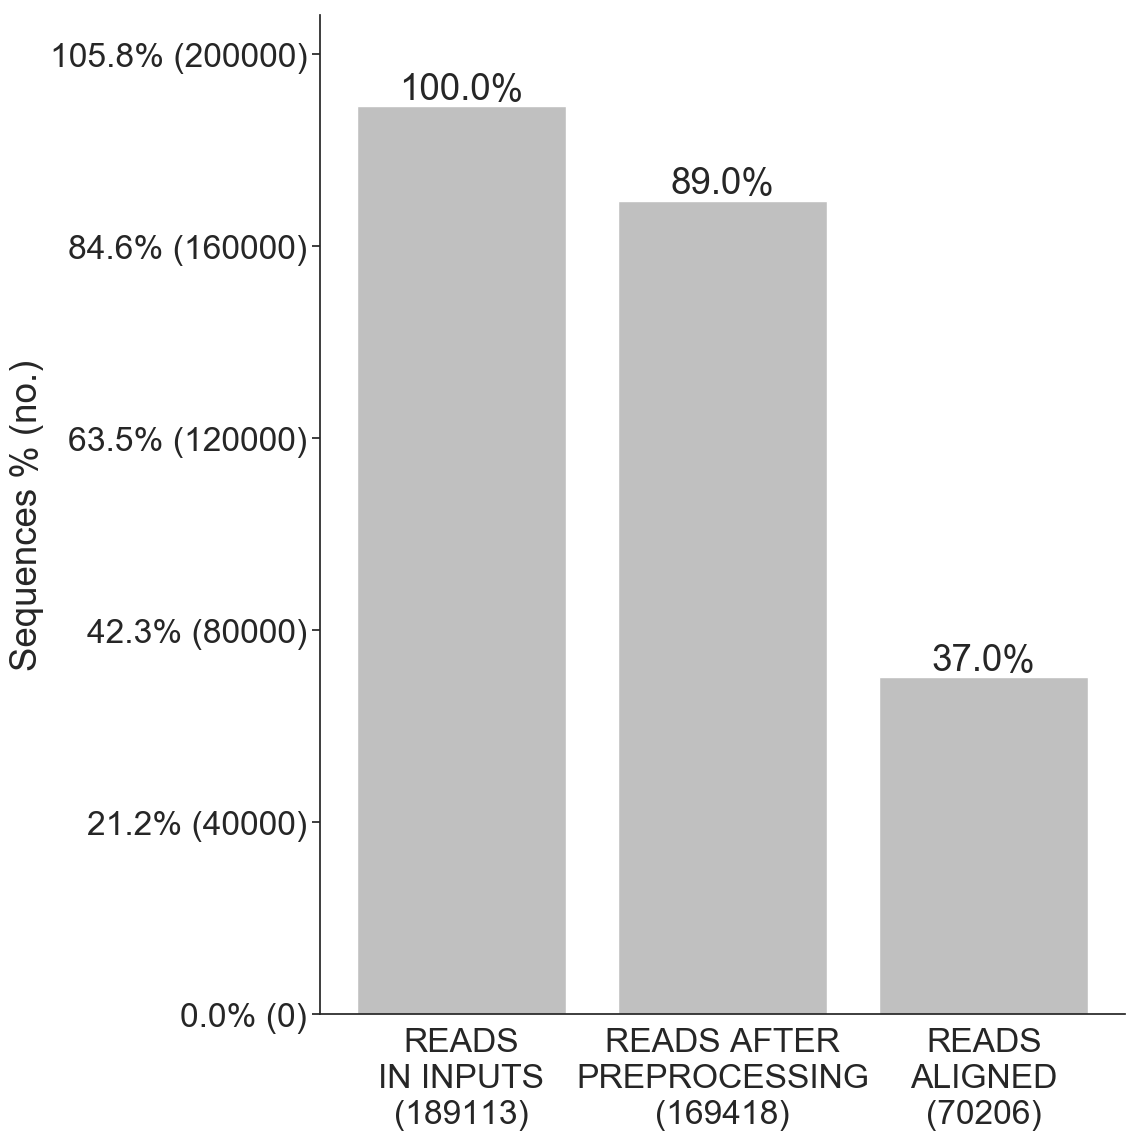 105.8% (200000)
100.0%
89.0%
84.6% (160000)
63.5% (120000)
Sequences % (no.)
42.3% (80000)
37.0%
21.2% (40000)
0.0% (0)
READS
IN INPUTS
(189113)
READS AFTER
PREPROCESSING
(169418)
READS
ALIGNED
(70206)